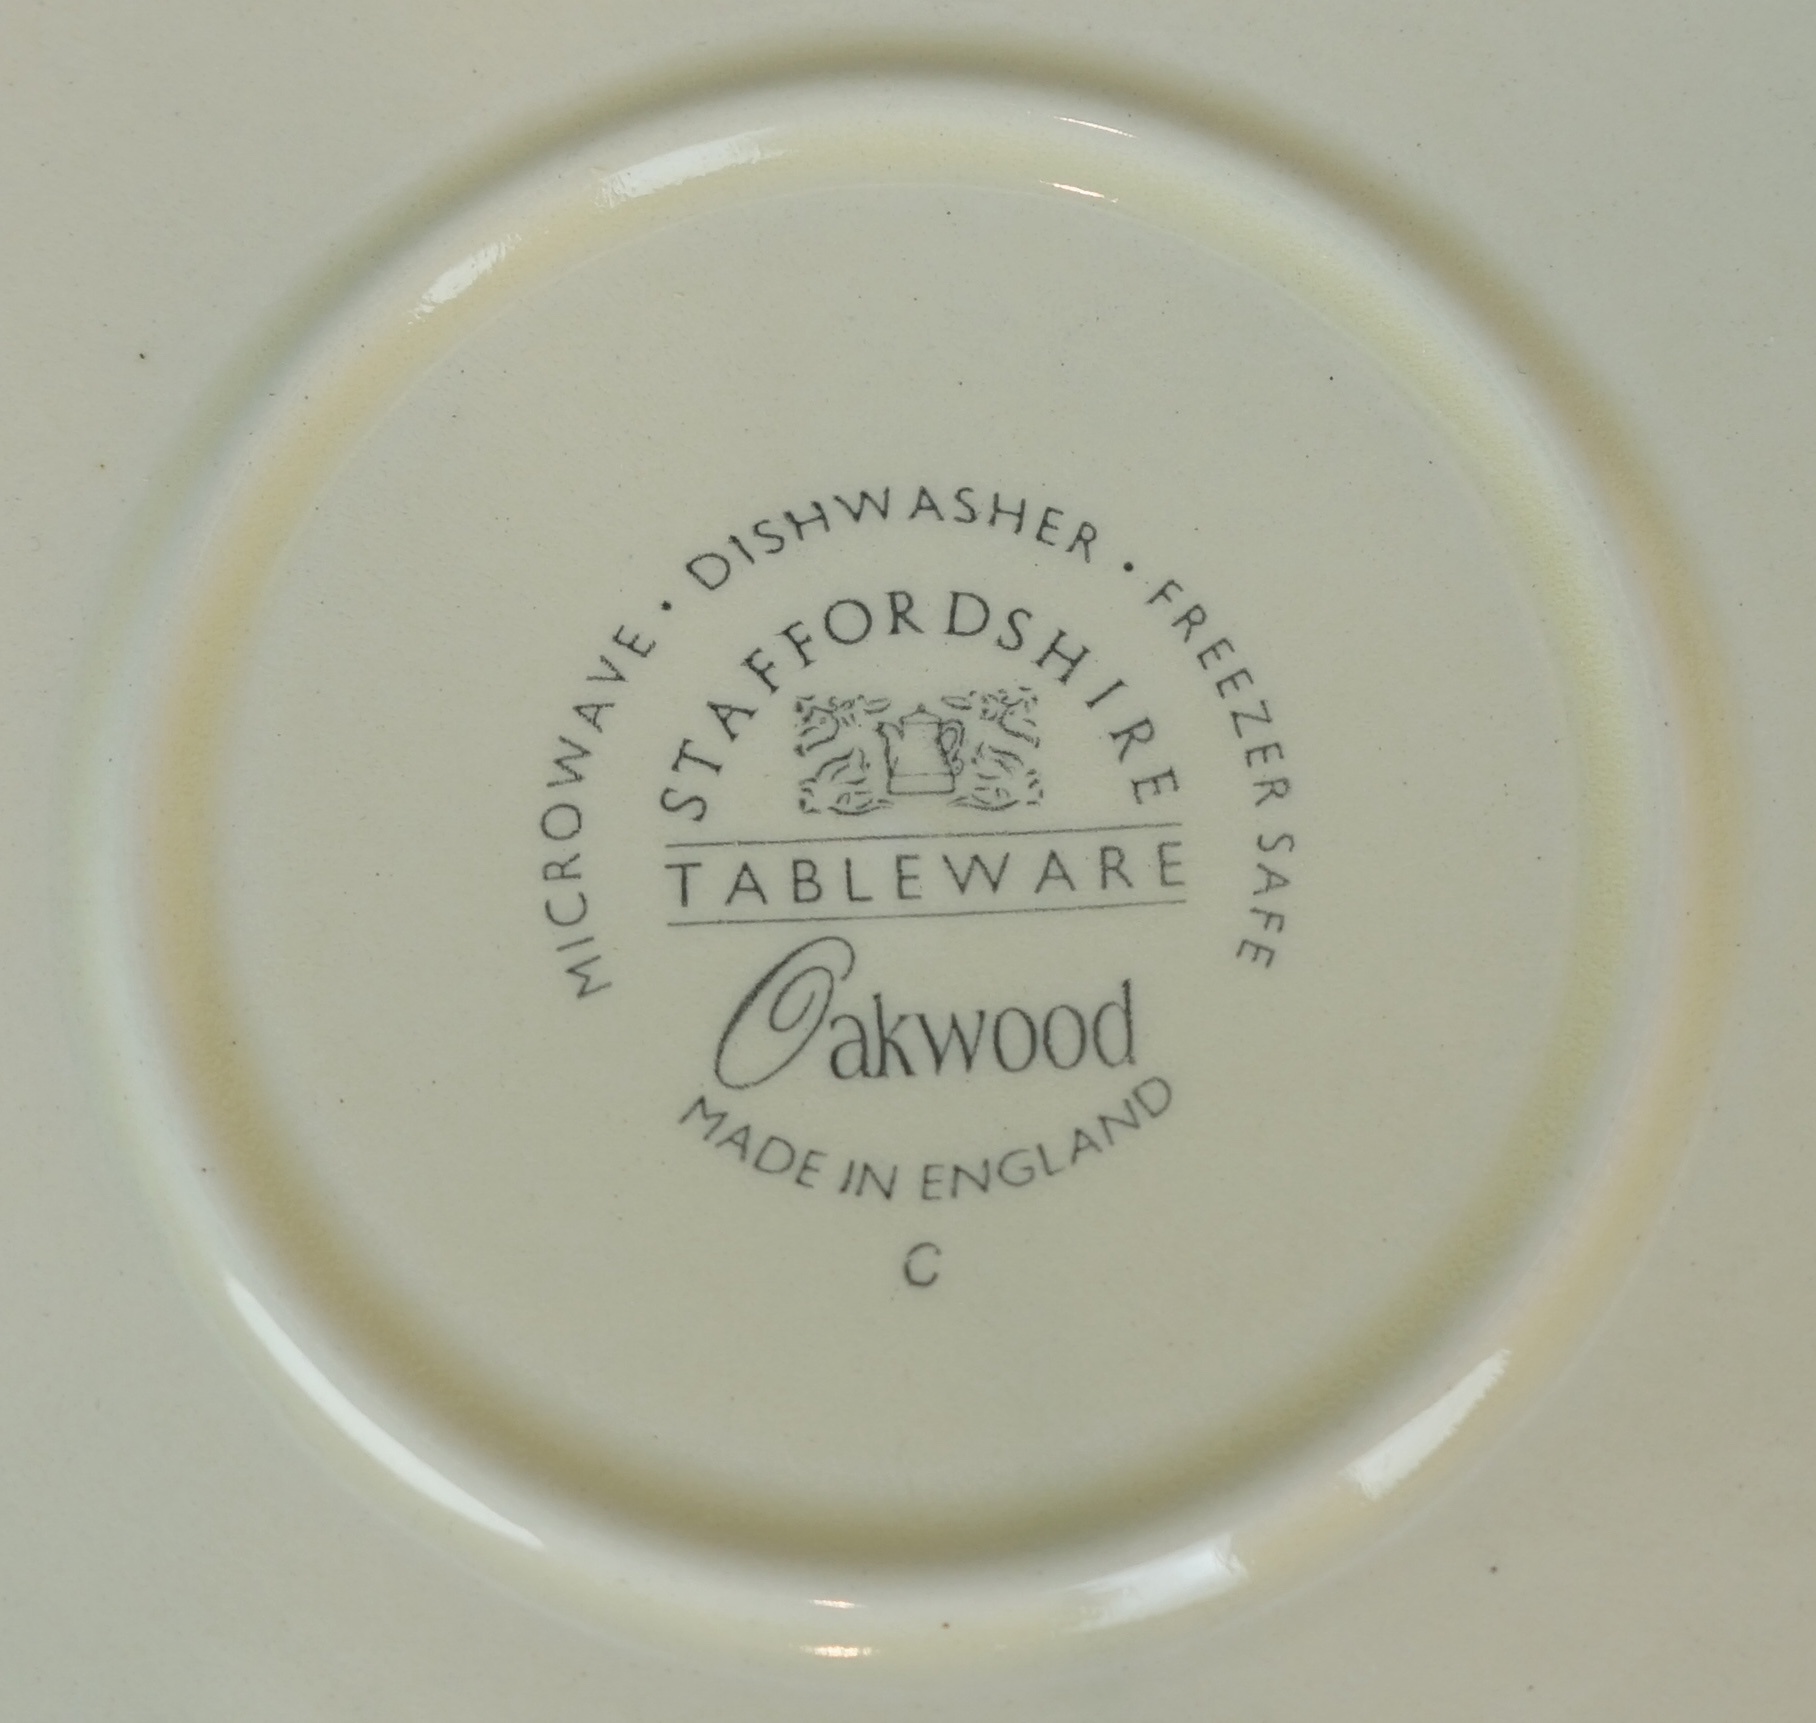 MICROWAVE · DISHWASHER · FREEZER SAFE
STAFFORDSHIRE
TABLEWARE
Oakwood
MADE IN ENGLAND
C